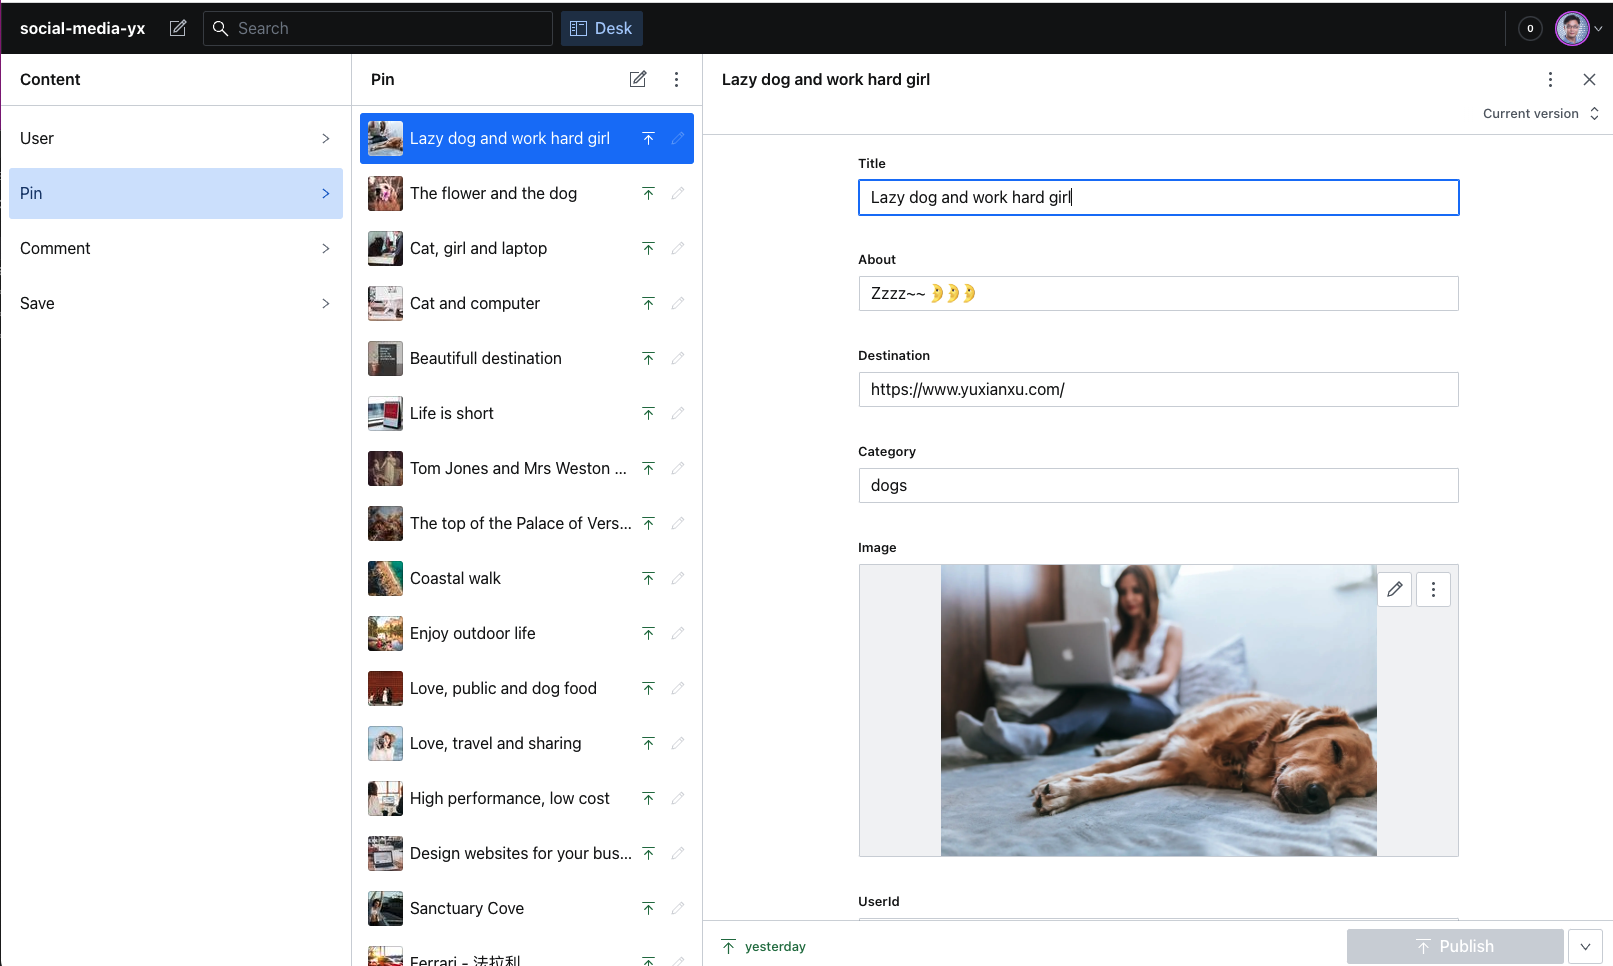 social-media-yx
Search
Desk
0
Content
User
Pin
Comment
Save
Pin
Lazy dog and work hard girl
The flower and the dog
Cat, girl and laptop
Cat and computer
Beautifull destination
Life is short
Tom Jones and Mrs Weston ...
The top of the Palace of Vers...
Coastal walk
Enjoy outdoor life
Love, public and dog food
Love, travel and sharing
High performance, low cost
Design websites for your bus...
Sanctuary Cove
Ferrari - 法拉利
Lazy dog and work hard girl
Current version
Title
Lazy dog and work hard girl
About
Zzzz~~ 🌛🌛🌛
Destination
https://www.yuxianxu.com/
Category
dogs
Image
UserId
yesterday
Publish